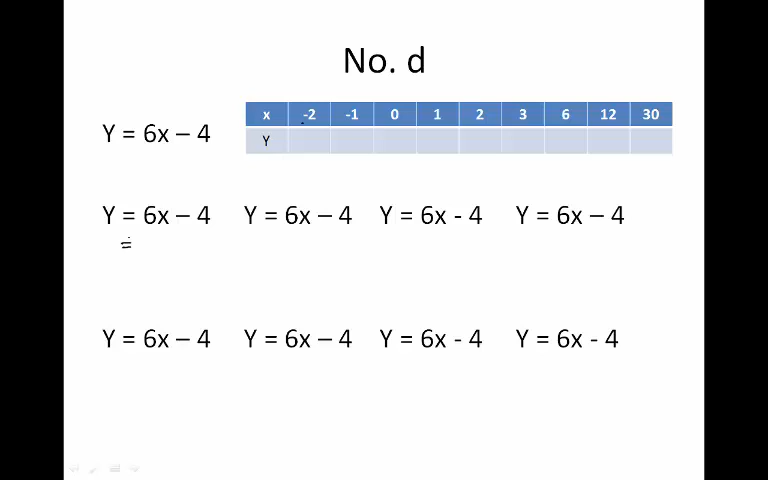 No. d
Y = 6x – 4
x -2 -1 0 1 2 3 6 12 30
Y
Y = 6x – 4 Y = 6x – 4 Y = 6x - 4 Y = 6x – 4
=
Y = 6x – 4 Y = 6x – 4 Y = 6x - 4 Y = 6x - 4